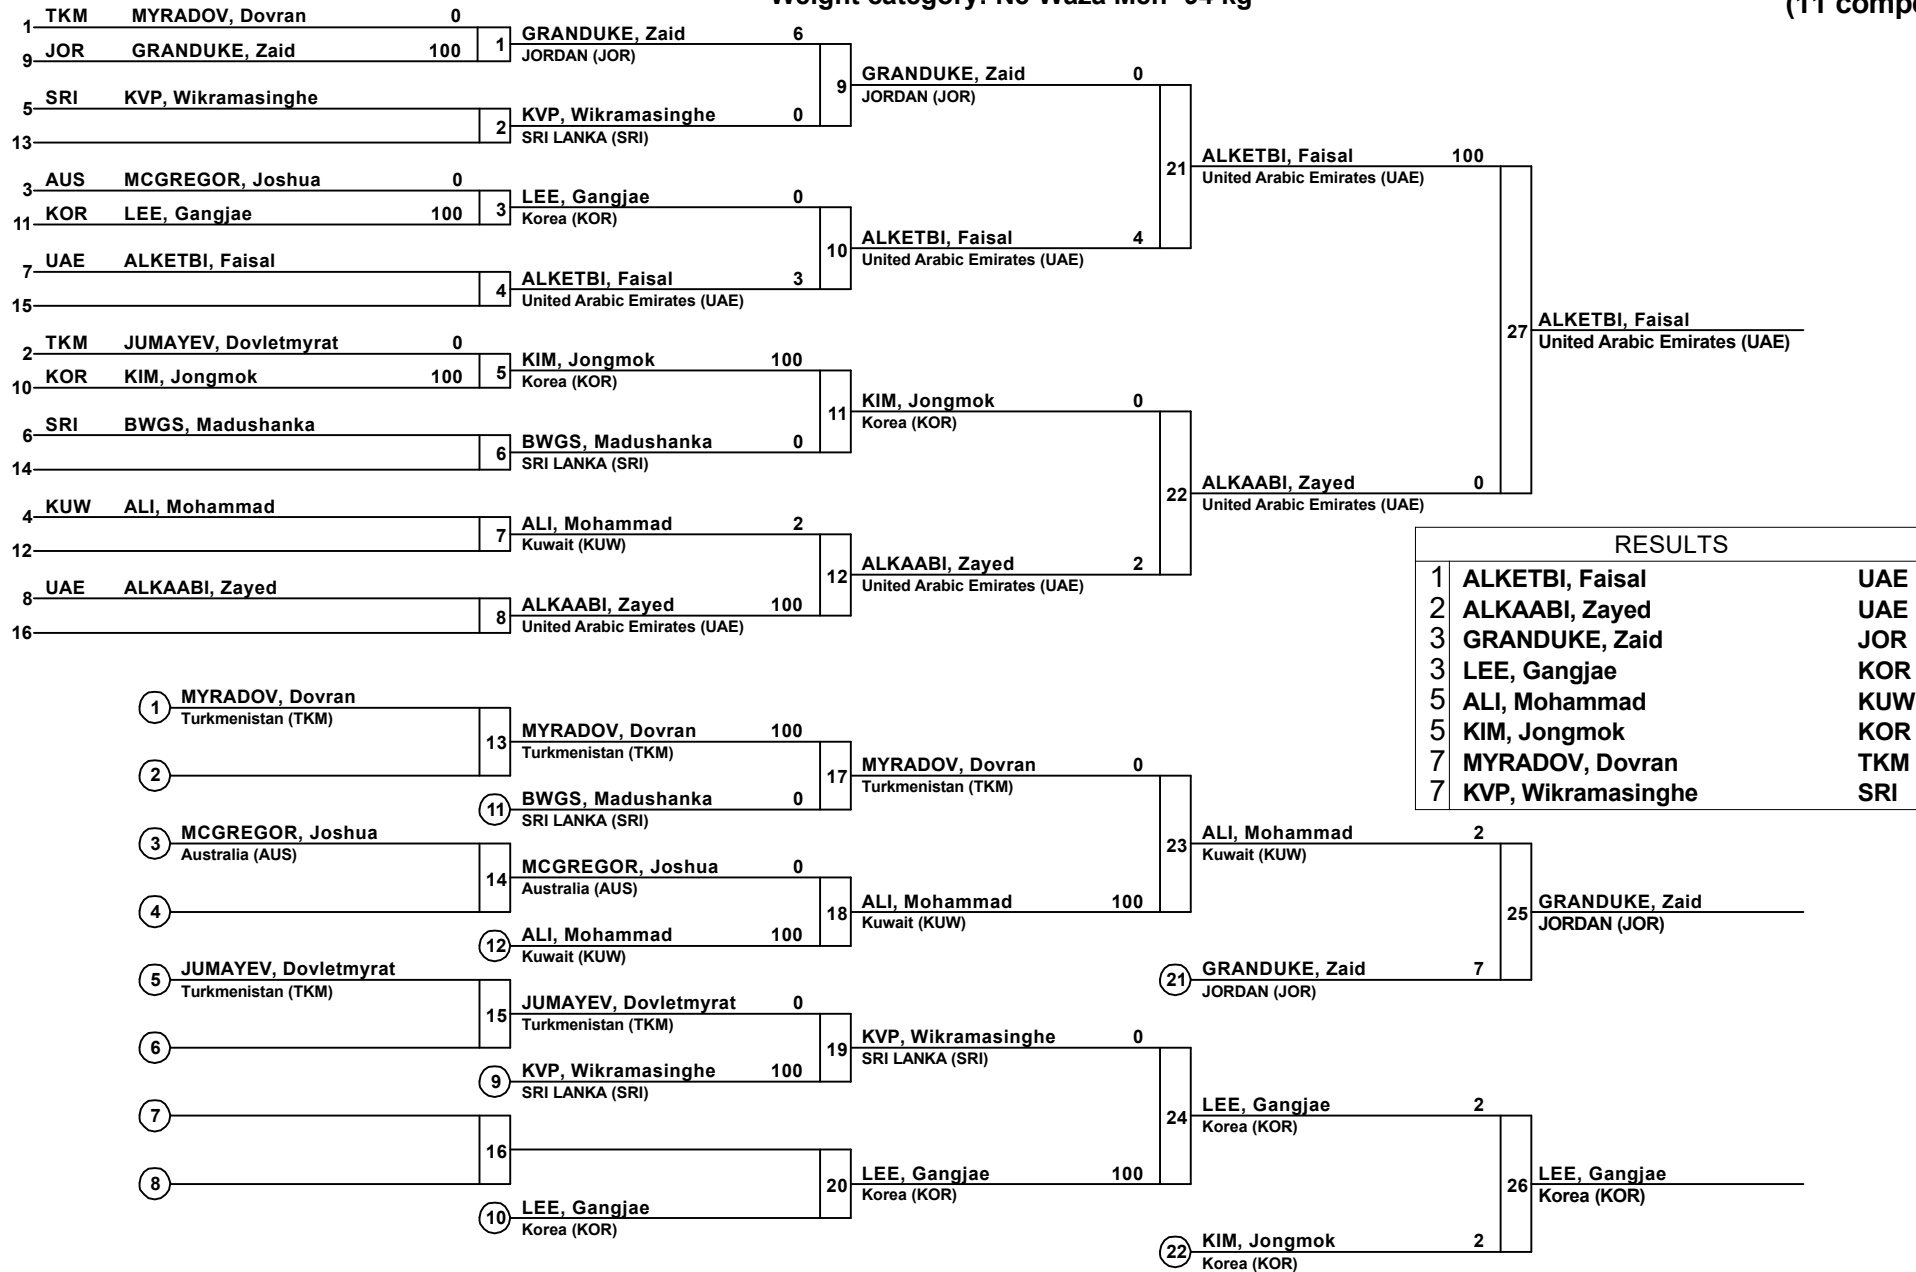 Weight category: Ne-Waza Men -94 kg
(11 comp
1 TKM MYRADOV, Dovran 0
9 JOR GRANDUKE, Zaid 100
1 GRANDUKE, Zaid 6
JORDAN (JOR)
5 SRI KVP, Wikramasinghe
13
2 KVP, Wikramasinghe 0
SRI LANKA (SRI)
9 GRANDUKE, Zaid 0
JORDAN (JOR)
3 AUS MCGREGOR, Joshua 0
11 KOR LEE, Gangjae 100
3 LEE, Gangjae 0
Korea (KOR)
7 UAE ALKETBI, Faisal
15
4 ALKETBI, Faisal 3
United Arabic Emirates (UAE)
10 ALKETBI, Faisal 4
United Arabic Emirates (UAE)
21 ALKETBI, Faisal 100
United Arabic Emirates (UAE)
2 TKM JUMAYEV, Dovletmyrat 0
10 KOR KIM, Jongmok 100
5 KIM, Jongmok 100
Korea (KOR)
6 SRI BWGS, Madushanka
14
6 BWGS, Madushanka 0
SRI LANKA (SRI)
11 KIM, Jongmok 0
Korea (KOR)
4 KUW ALI, Mohammad
12
7 ALI, Mohammad 2
Kuwait (KUW)
8 UAE ALKAABI, Zayed
16
8 ALKAABI, Zayed 100
United Arabic Emirates (UAE)
12 ALKAABI, Zayed 2
United Arabic Emirates (UAE)
22 ALKAABI, Zayed 0
United Arabic Emirates (UAE)
27 ALKETBI, Faisal
United Arabic Emirates (UAE)
RESULTS
1 ALKETBI, Faisal UAE
2 ALKAABI, Zayed UAE
3 GRANDUKE, Zaid JOR
3 LEE, Gangjae KOR
5 ALI, Mohammad KUW
5 KIM, Jongmok KOR
7 MYRADOV, Dovran TKM
7 KVP, Wikramasinghe SRI
1 MYRADOV, Dovran
Turkmenistan (TKM)
2
13 MYRADOV, Dovran 100
Turkmenistan (TKM)
11 BWGS, Madushanka 0
SRI LANKA (SRI)
17 MYRADOV, Dovran 0
Turkmenistan (TKM)
3 MCGREGOR, Joshua
Australia (AUS)
4
14 MCGREGOR, Joshua 0
Australia (AUS)
12 ALI, Mohammad 100
Kuwait (KUW)
18 ALI, Mohammad 100
Kuwait (KUW)
23 ALI, Mohammad 2
Kuwait (KUW)
21 GRANDUKE, Zaid 7
JORDAN (JOR)
25 GRANDUKE, Zaid
JORDAN (JOR)
5 JUMAYEV, Dovletmyrat
Turkmenistan (TKM)
6
15 JUMAYEV, Dovletmyrat 0
Turkmenistan (TKM)
9 KVP, Wikramasinghe 100
SRI LANKA (SRI)
19 KVP, Wikramasinghe 0
SRI LANKA (SRI)
7
8
16
10 LEE, Gangjae
Korea (KOR)
20 LEE, Gangjae 100
Korea (KOR)
24 LEE, Gangjae 2
Korea (KOR)
22 KIM, Jongmok 2
Korea (KOR)
26 LEE, Gangjae
Korea (KOR)